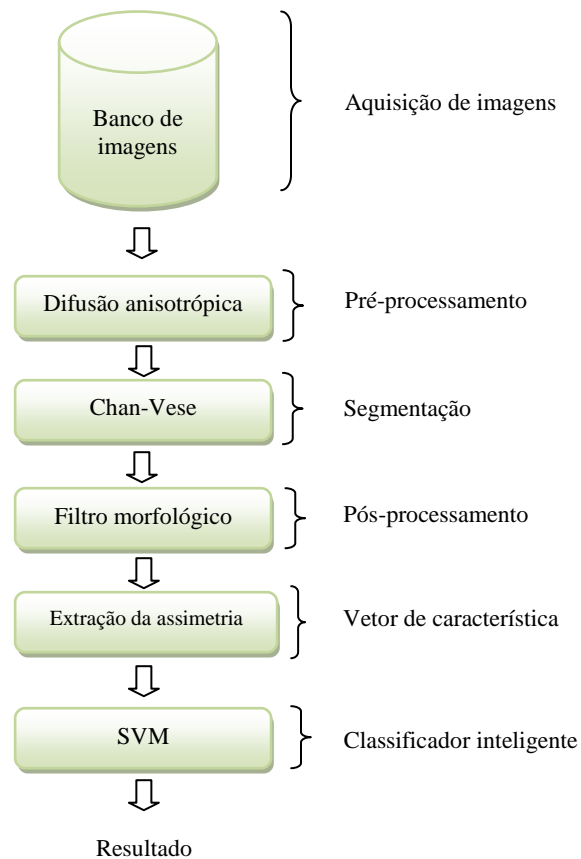 Banco de
imagens
Aquisição de imagens
Difusão anisotrópica
Pré-processamento
Chan-Vese
Segmentação
Filtro morfológico
Pós-processamento
Extração da assimetria
Vetor de característica
SVM
Classificador inteligente
Resultado